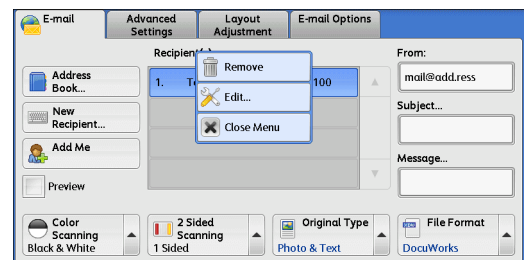 E-mail
Advanced
Settings
Layout
Adjustment
E-mail Options
From:
mail@add.ress
Address
Book...
1.
100
Remove
Edit...
Close Menu
New
Recipient...
Subject...
Add Me
Message...
Preview
Color
Scanning
Black & White
2 Sided
Scanning
1 Sided
Original Type
Photo & Text
File Format
DocuWorks